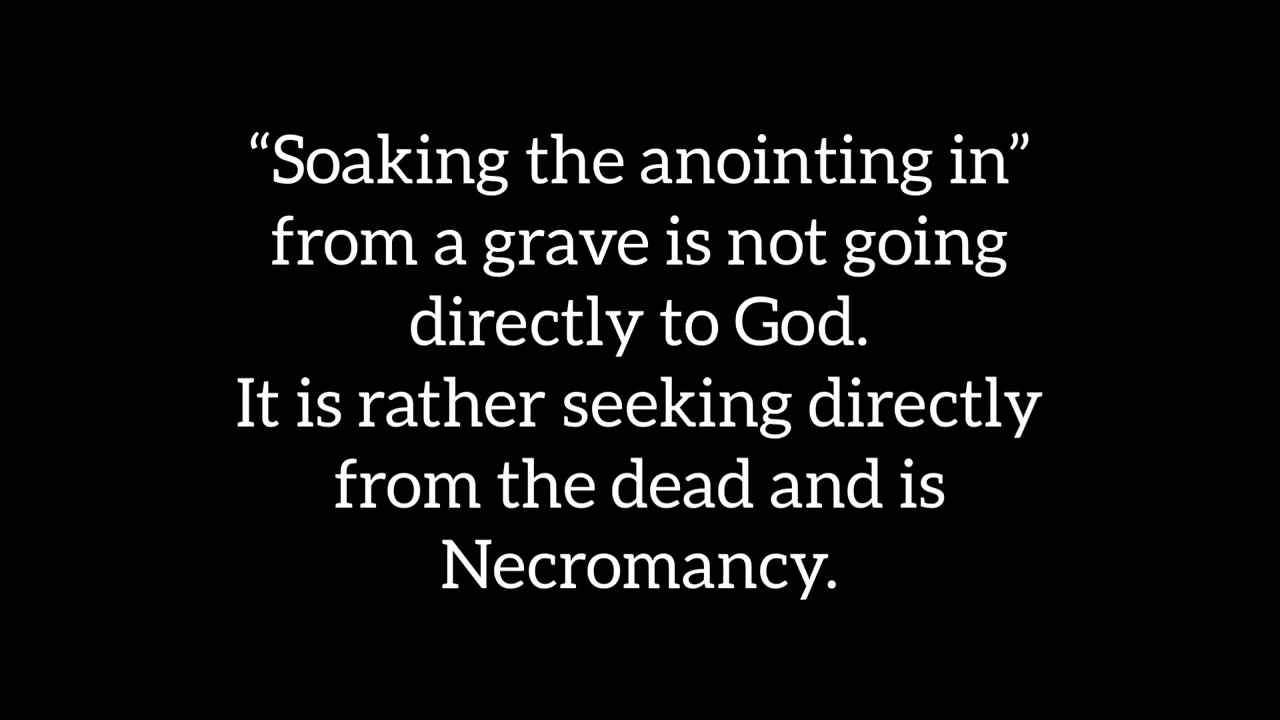 “Soaking the anointing in”
from a grave is not going
directly to God.
It is rather seeking directly
from the dead and is
Necromancy.